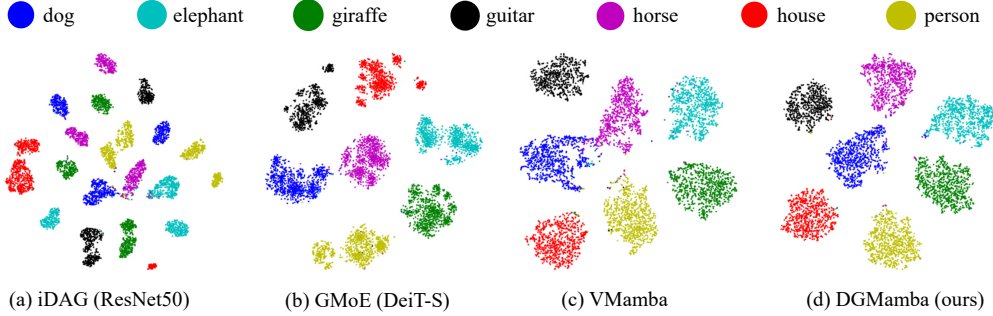 dog elephant giraffe guitar horse house person
(a) iDAG (ResNet50) (b) GMoE (DeiT-S) (c) VMamba (d) DGMamba (ours)